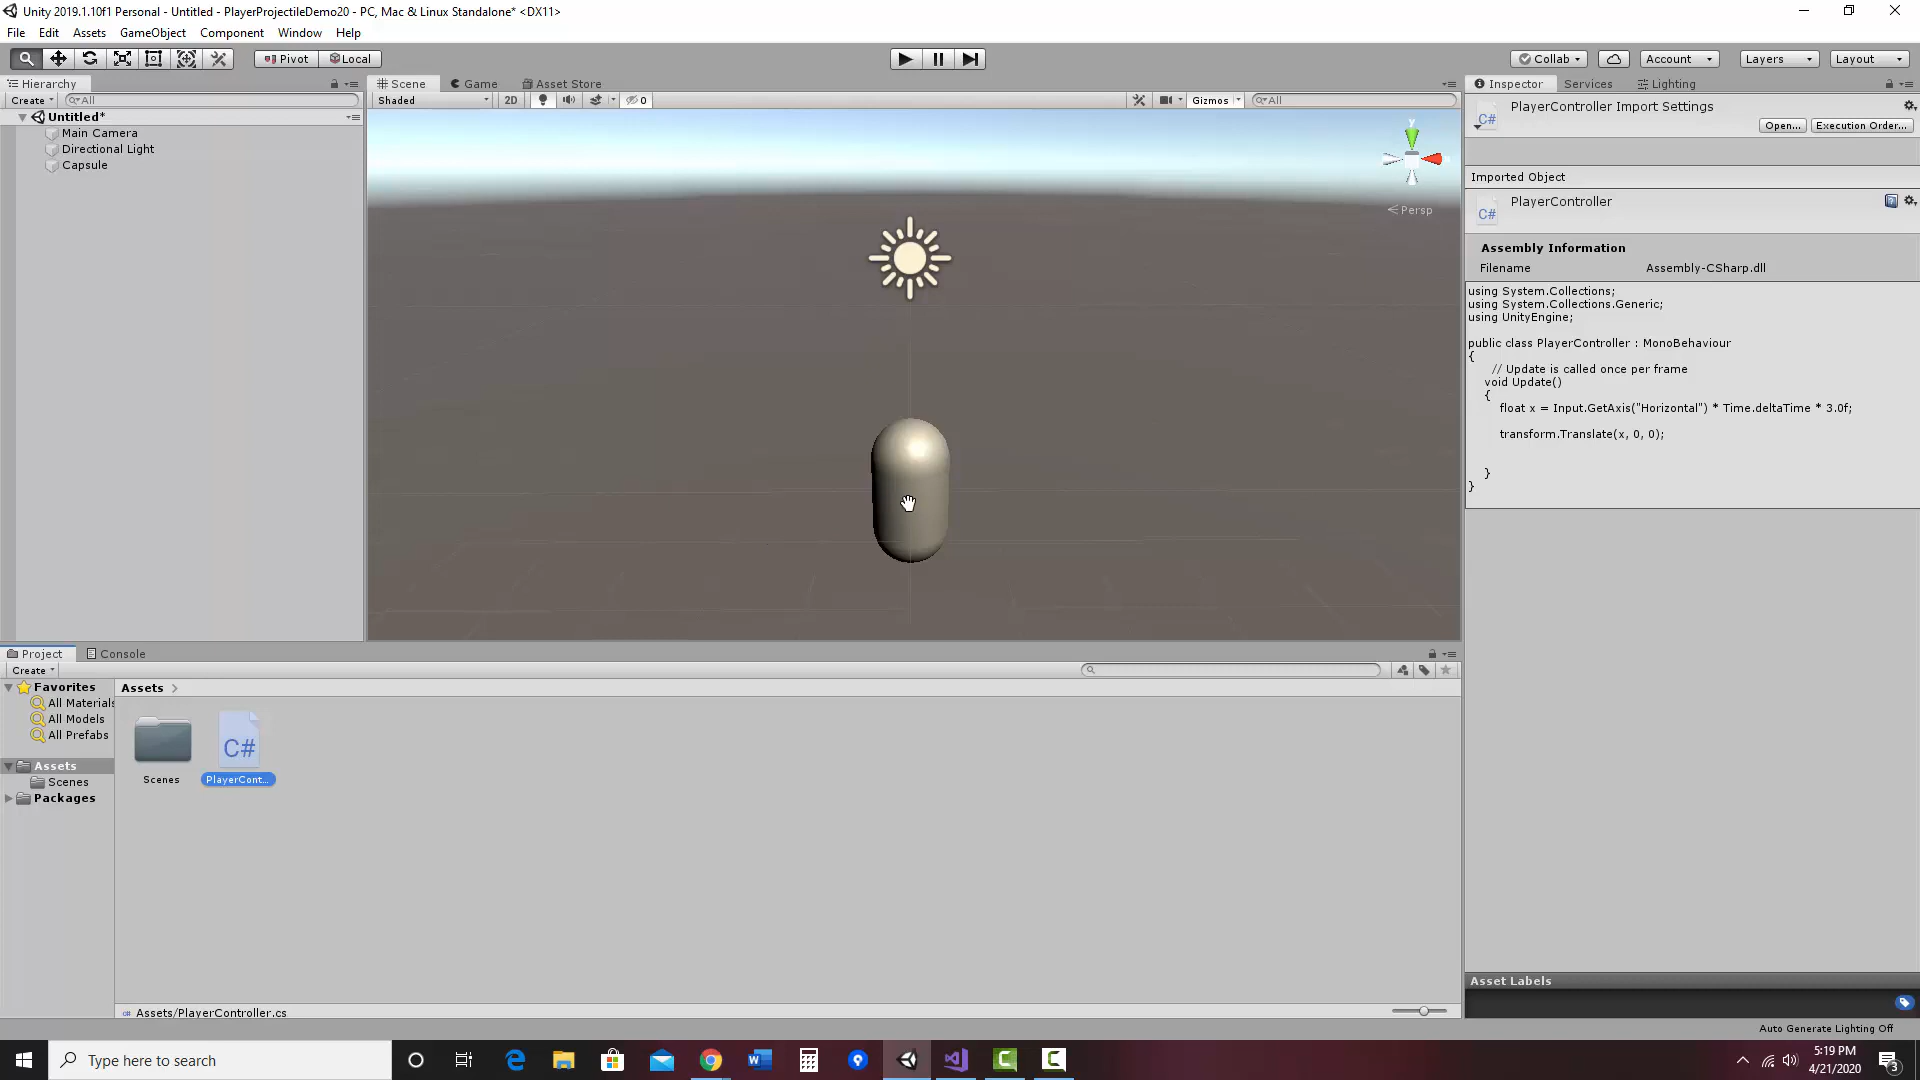 Unity 2019.1.10f1 Personal - Untitled - PlayerProjectileDemo20 - PC, Mac & Linux Standalone* <DX11>
File Edit Assets GameObject Component Window Help
Pivot Local Collab Account Layers Layout
Hierarchy
Create All
Untitled*
Main Camera
Directional Light
Capsule
Scene Game Asset Store
Shaded 2D 0 Gizmos All
y
Persp
Inspector Services Lighting
C# PlayerController Import Settings
Open... Execution Order...
Imported Object
C# PlayerController
Assembly Information
Filename Assembly-CSharp.dll
using System.Collections;
using System.Collections.Generic;
using UnityEngine;
public class PlayerController : MonoBehaviour
{
// Update is called once per frame
void Update()
{
float x = Input.GetAxis("Horizontal") * Time.deltaTime * 3.0f;
transform.Translate(x, 0, 0);
}
}
Project Console
Create
Favorites
All Materials
All Models
All Prefabs
Assets
Scenes
Packages
Assets
C#
Scenes PlayerCont...
Assets/PlayerController.cs
Asset Labels
Auto Generate Lighting Off
Type here to search
5:19 PM
4/21/2020
3